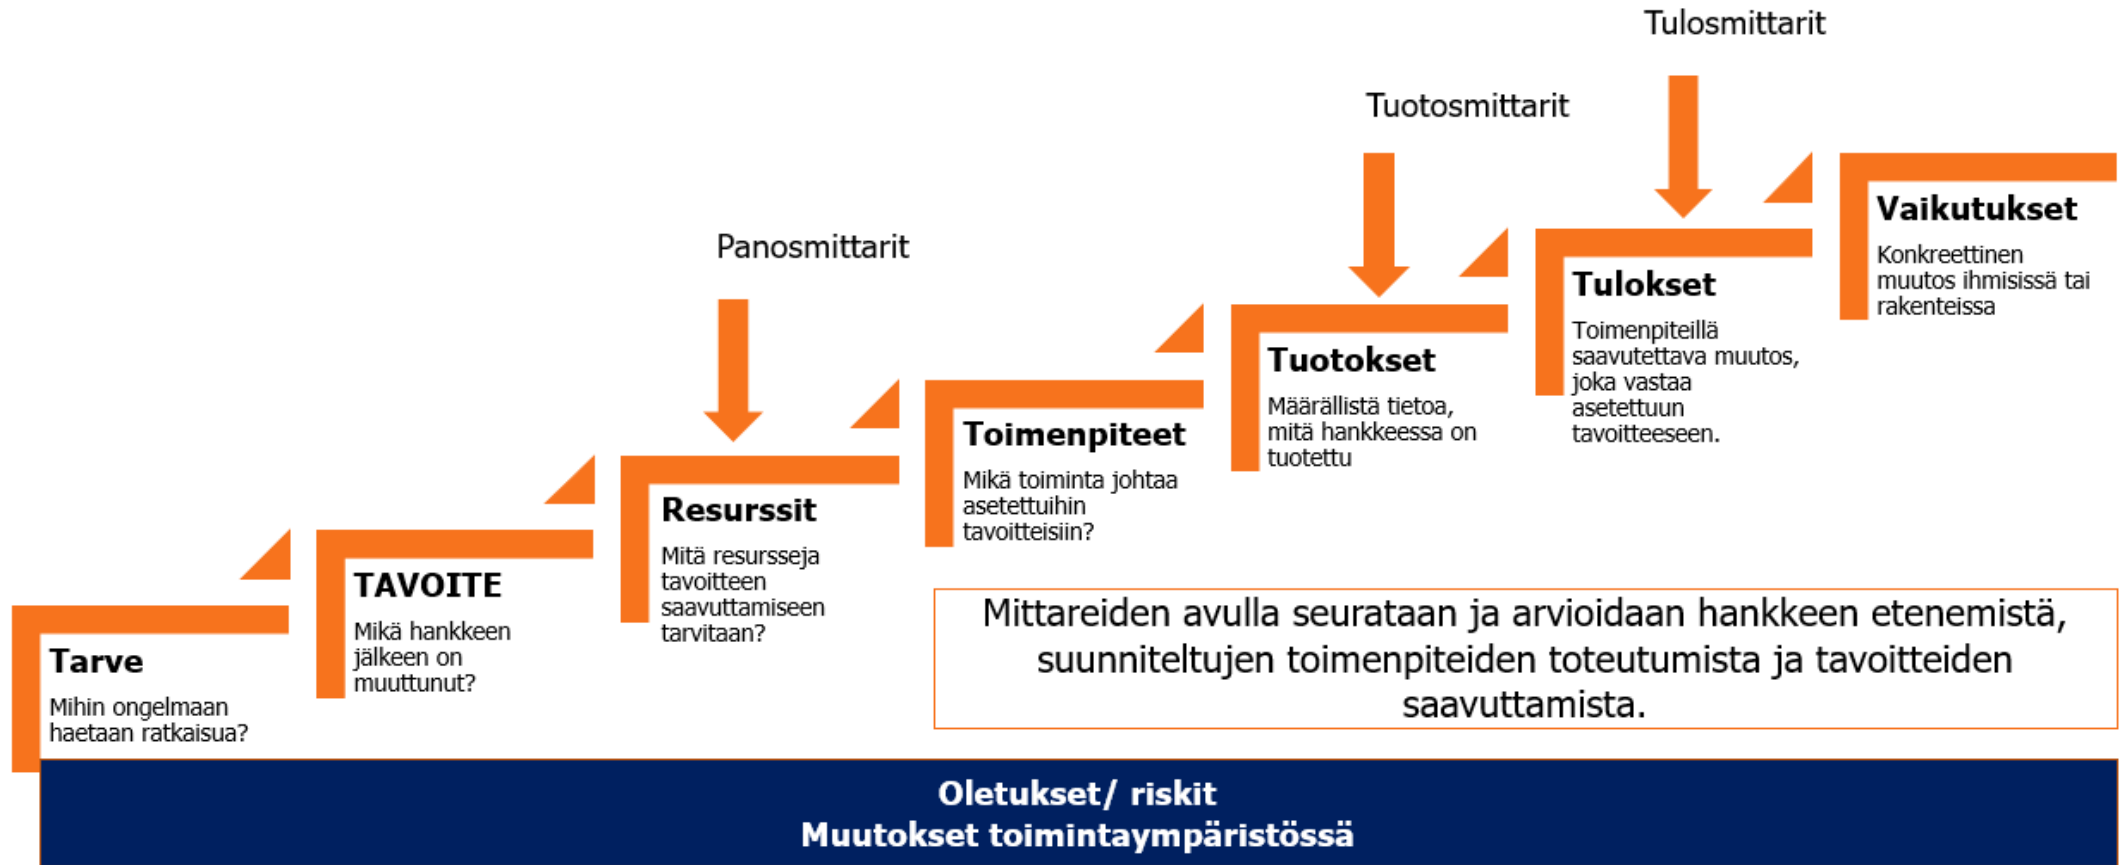 Tulosmittarit
Tuotosmittarit
Panosmittarit
Tarve
Mihin ongelmaan
haetaan ratkaisua?
TAVOITE
Mikä hankkeen
jälkeen on
muuttunut?
Resurssit
Mitä resursseja
tavoitteen
saavuttamiseen
tarvitaan?
Toimenpiteet
Mikä toiminta johtaa
asetettuihin
tavoitteisiin?
Tuotokset
Määrällistä tietoa,
mitä hankkeessa on
tuotettu
Tulokset
Toimenpiteillä
saavutettava muutos,
joka vastaa
asetettuun
tavoitteeseen.
Vaikutukset
Konkreettinen
muutos ihmisissä tai
rakenteissa
Mittareiden avulla seurataan ja arvioidaan hankkeen etenemistä,
suunniteltujen toimenpiteiden toteutumista ja tavoitteiden
saavuttamista.
Oletukset/ riskit
Muutokset toimintaympäristössä